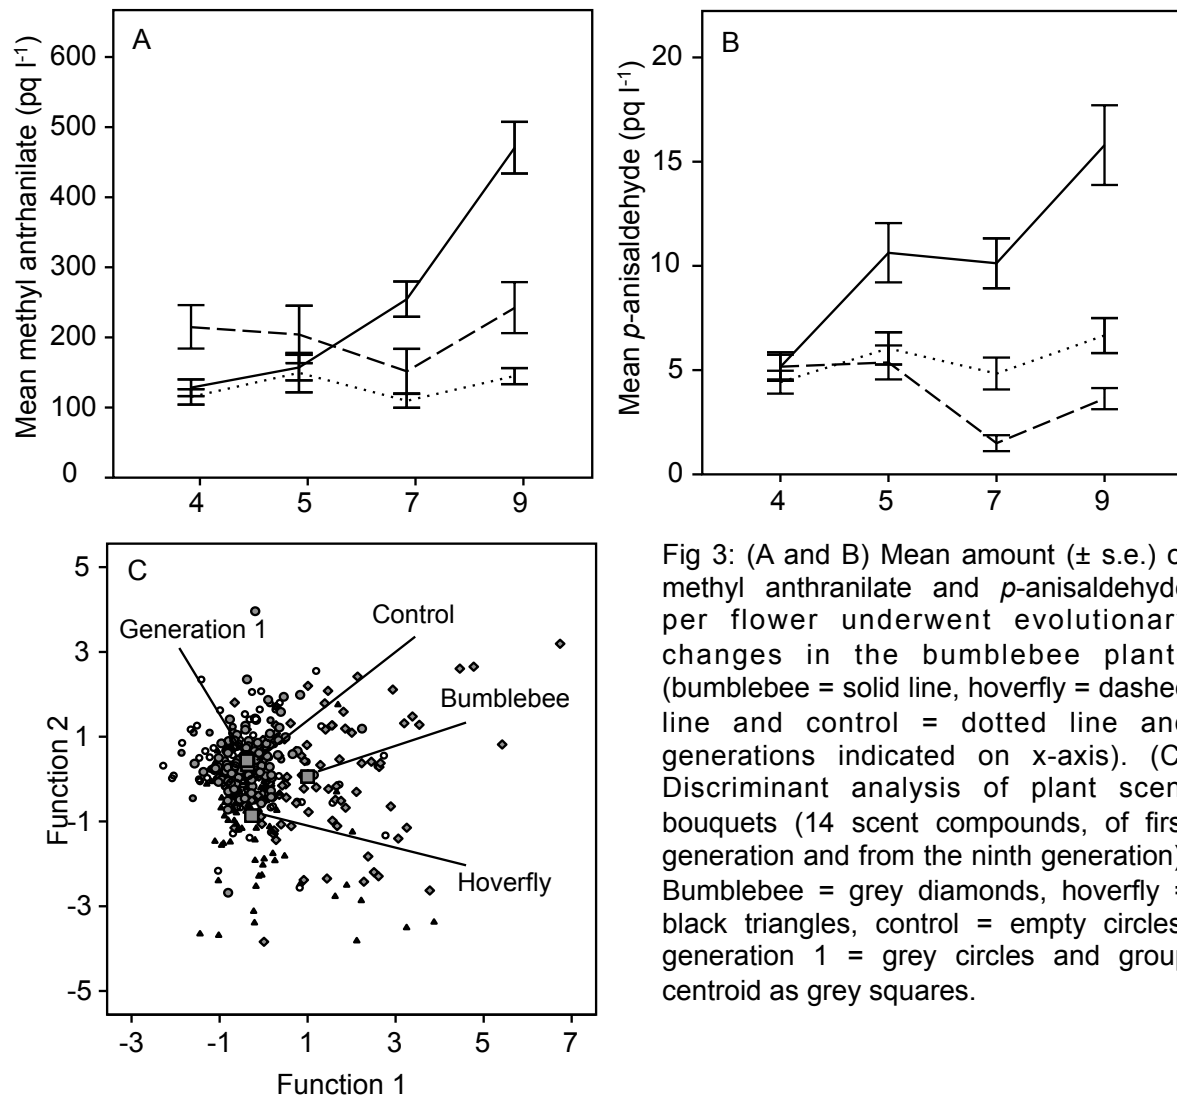 A
Mean methyl antrhanilate (pq l-1)
600
500
400
300
200
100
0
4 5 7 9
B
Mean p-anisaldehyde (pq l-1)
20
15
10
5
0
4 5 7 9
C
Function 2
5
3
1
-1
-3
-5
Generation 1
Control
Bumblebee
Hoverfly
-3 -1 1 3 5 7
Function 1
Fig 3: (A and B) Mean amount (± s.e.) o
methyl anthranilate and p-anisaldehyde
per flower underwent evolutionar
changes in the bumblebee plant
(bumblebee = solid line, hoverfly = dashed
line and control = dotted line and
generations indicated on x-axis). (C
Discriminant analysis of plant scen
bouquets (14 scent compounds, of firs
generation and from the ninth generation)
Bumblebee = grey diamonds, hoverfly =
black triangles, control = empty circles
generation 1 = grey circles and group
centroid as grey squares.